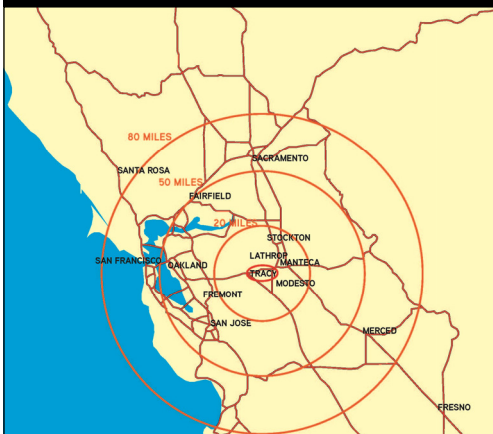 80 MILES
SACRAMENTO
SANTA ROSA
50 MILES
FAIRFIELD
20 MILES
STOCKTON
LATHROP
SAN FRANCISCO
OAKLAND
MANTECA
TRACY
MODESTO
FREMONT
SAN JOSE
MERCED
FRESNO